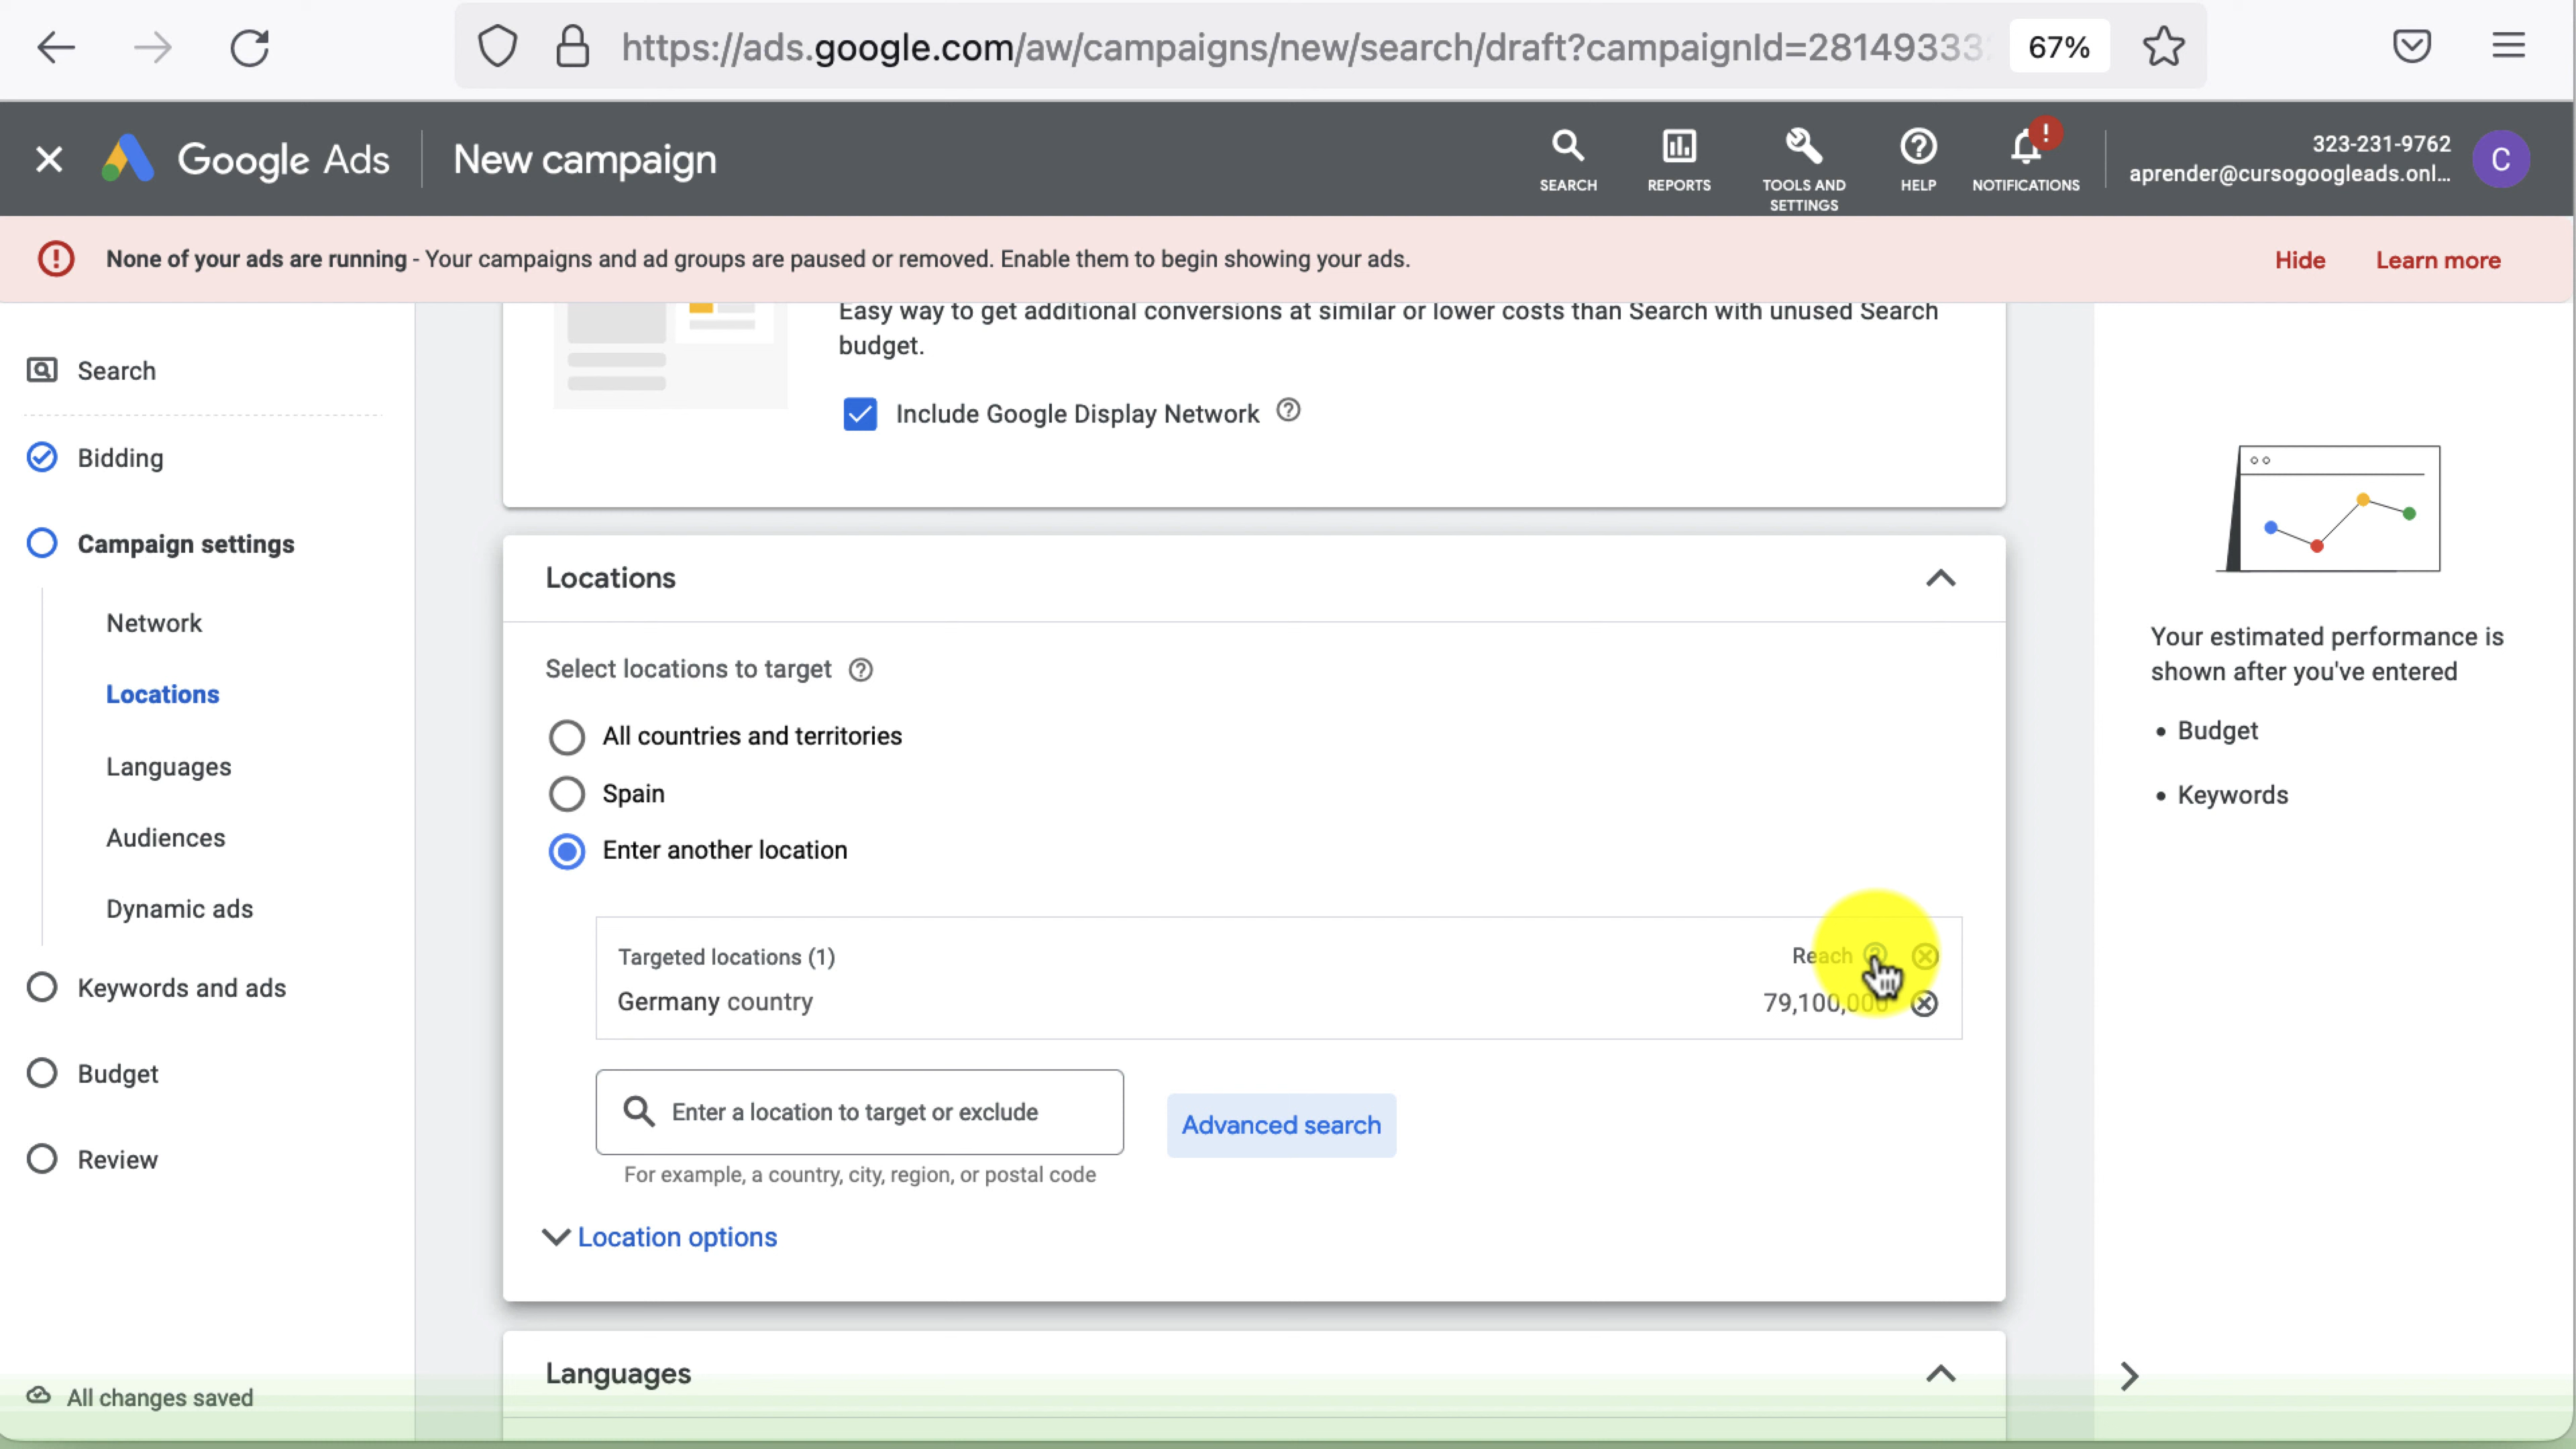 https://ads.google.com/aw/campaigns/new/search/draft?campaignId=281493333
67%
Google Ads
New campaign
SEARCH
REPORTS
TOOLS AND
SETTINGS
HELP
NOTIFICATIONS
323-231-9762
aprender@cursogoogleads.onl...
C
None of your ads are running - Your campaigns and ad groups are paused or removed. Enable them to begin showing your ads.
Hide
Learn more
Search
Bidding
Campaign settings
Network
Locations
Languages
Audiences
Dynamic ads
Keywords and ads
Budget
Review
All changes saved
Easy way to get additional conversions at similar or lower costs than Search with unused Search
budget.
Include Google Display Network
Locations
Select locations to target
All countries and territories
Spain
Enter another location
Targeted locations (1)
Reach
Germany country
79,100,000
Enter a location to target or exclude
Advanced search
For example, a country, city, region, or postal code
Location options
Languages
Your estimated performance is
shown after you've entered
• Budget
• Keywords